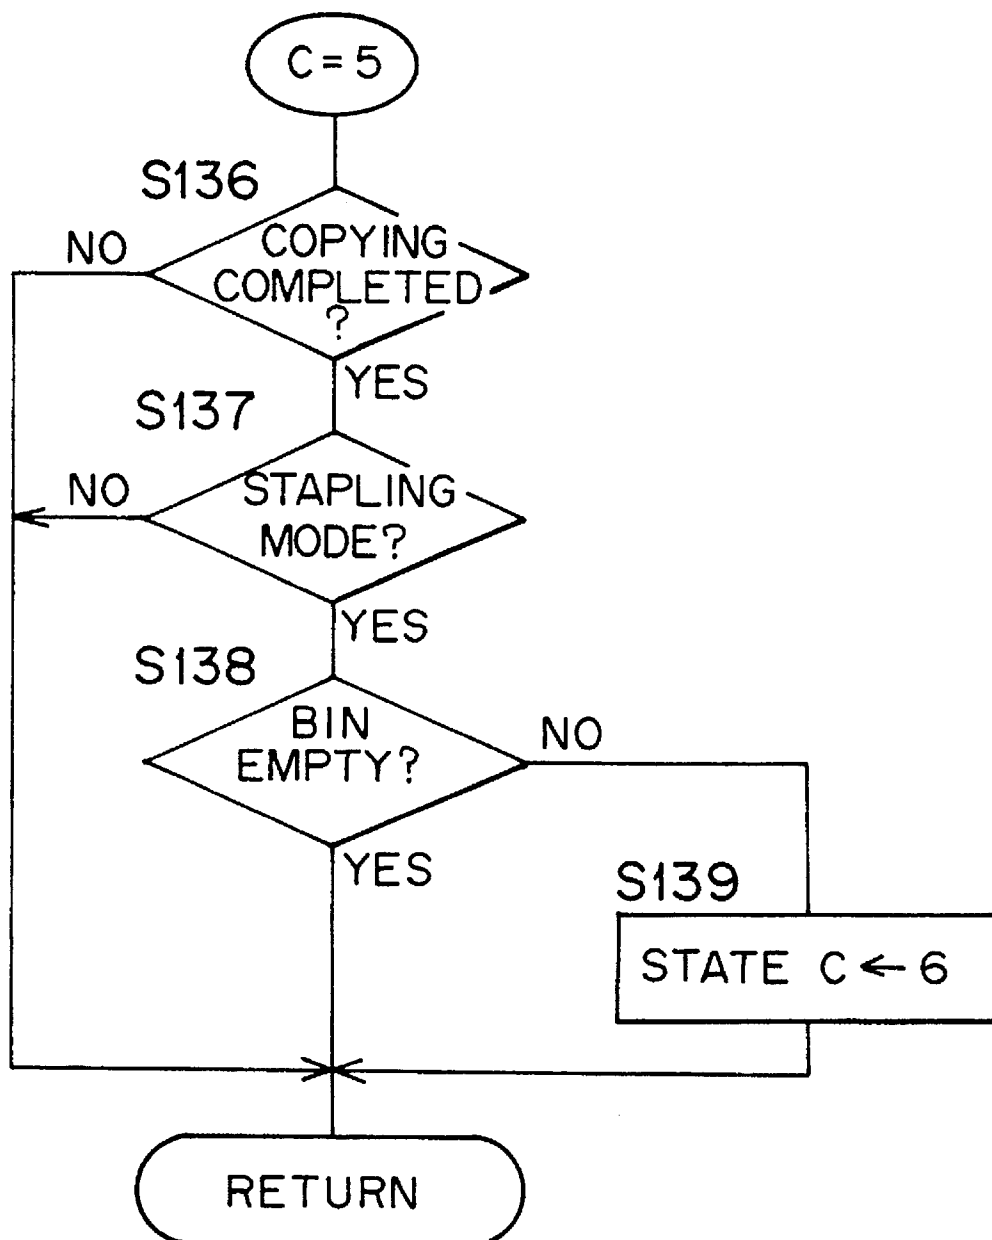 C=5
S136
NO
COPYING
COMPLETED
?
YES
S137
NO
STAPLING
MODE?
YES
S138
BIN
EMPTY?
NO
YES
S139
STATE C←6
RETURN